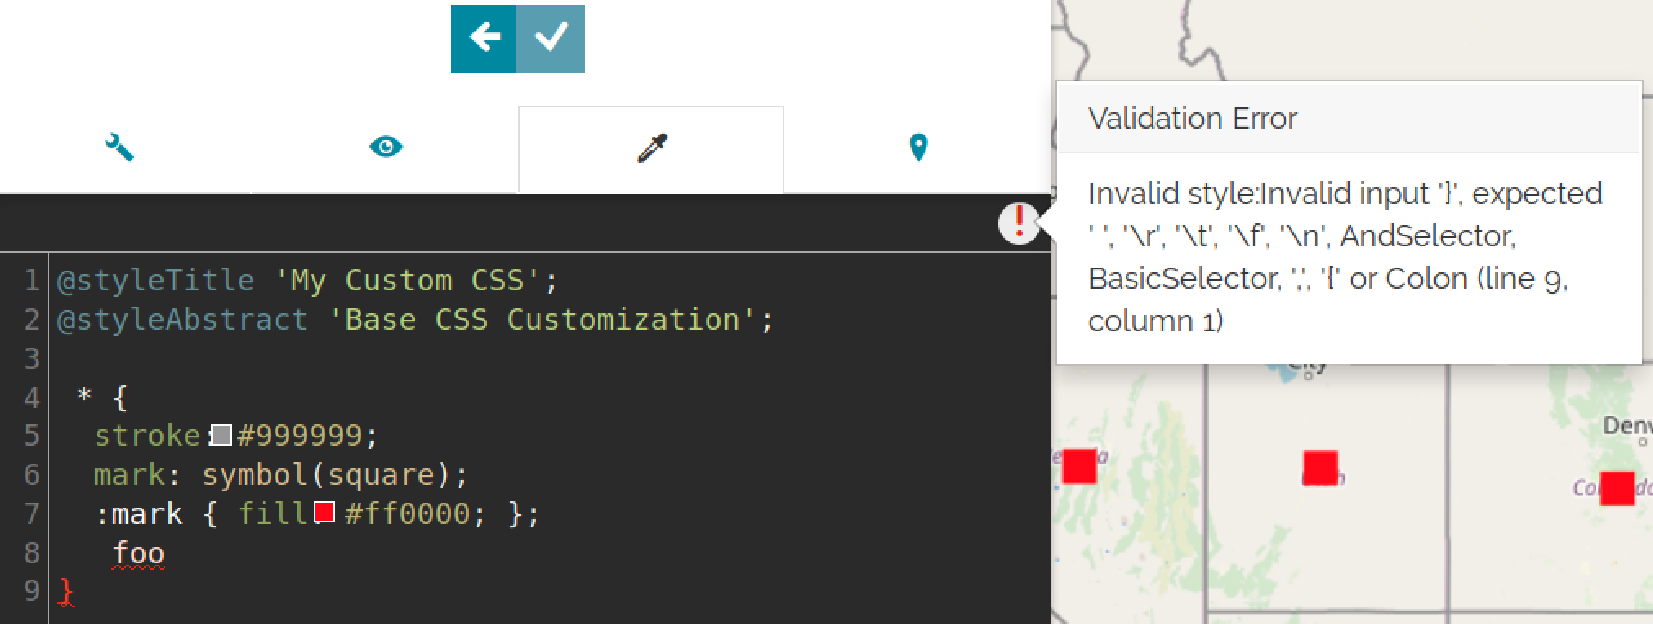 Validation Error
Invalid style:Invalid input '}', expected
' ', '\r', '\t', '\f', '\n', AndSelector,
BasicSelector, ',', '{' or Colon (line 9,
column 1)
!
1 @styleTitle 'My Custom CSS';
2 @styleAbstract 'Base CSS Customization';
3
4 * {
5 stroke: #999999;
6 mark: symbol(square);
7 :mark { fill: #ff0000; };
8 foo
9 }
City
Denv